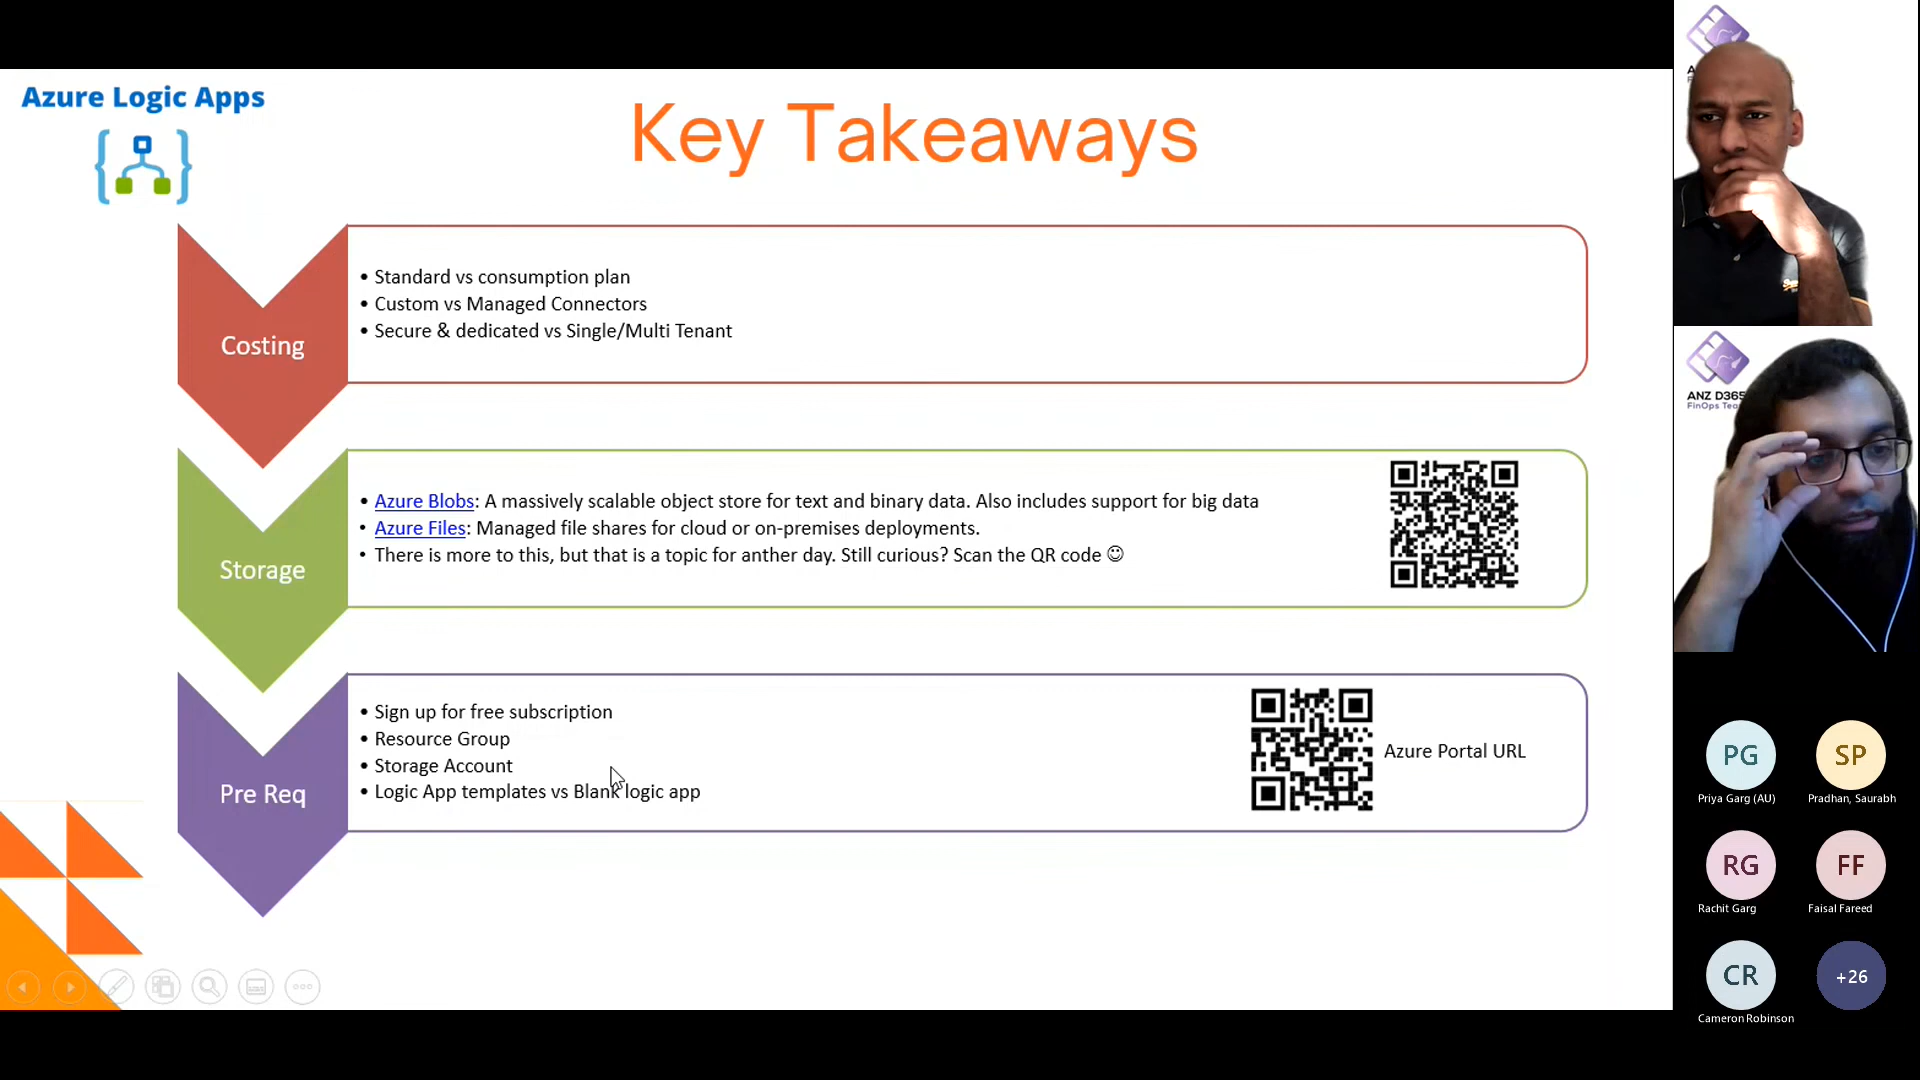 Azure Logic Apps
Key Takeaways
Costing
• Standard vs consumption plan
• Custom vs Managed Connectors
• Secure & dedicated vs Single/Multi Tenant
Storage
• Azure Blobs: A massively scalable object store for text and binary data. Also includes support for big data
• Azure Files: Managed file shares for cloud or on-premises deployments.
• There is more to this, but that is a topic for anther day. Still curious? Scan the QR code ☺
Pre Req
• Sign up for free subscription
• Resource Group
• Storage Account
• Logic App templates vs Blank logic app
Azure Portal URL
ANZ D365
FinOps
PG
Priya Garg (AU)
SP
Pradhan, Saurabh
RG
Rachit Garg
FF
Faisal Fareed
CR
Cameron Robinson
+26